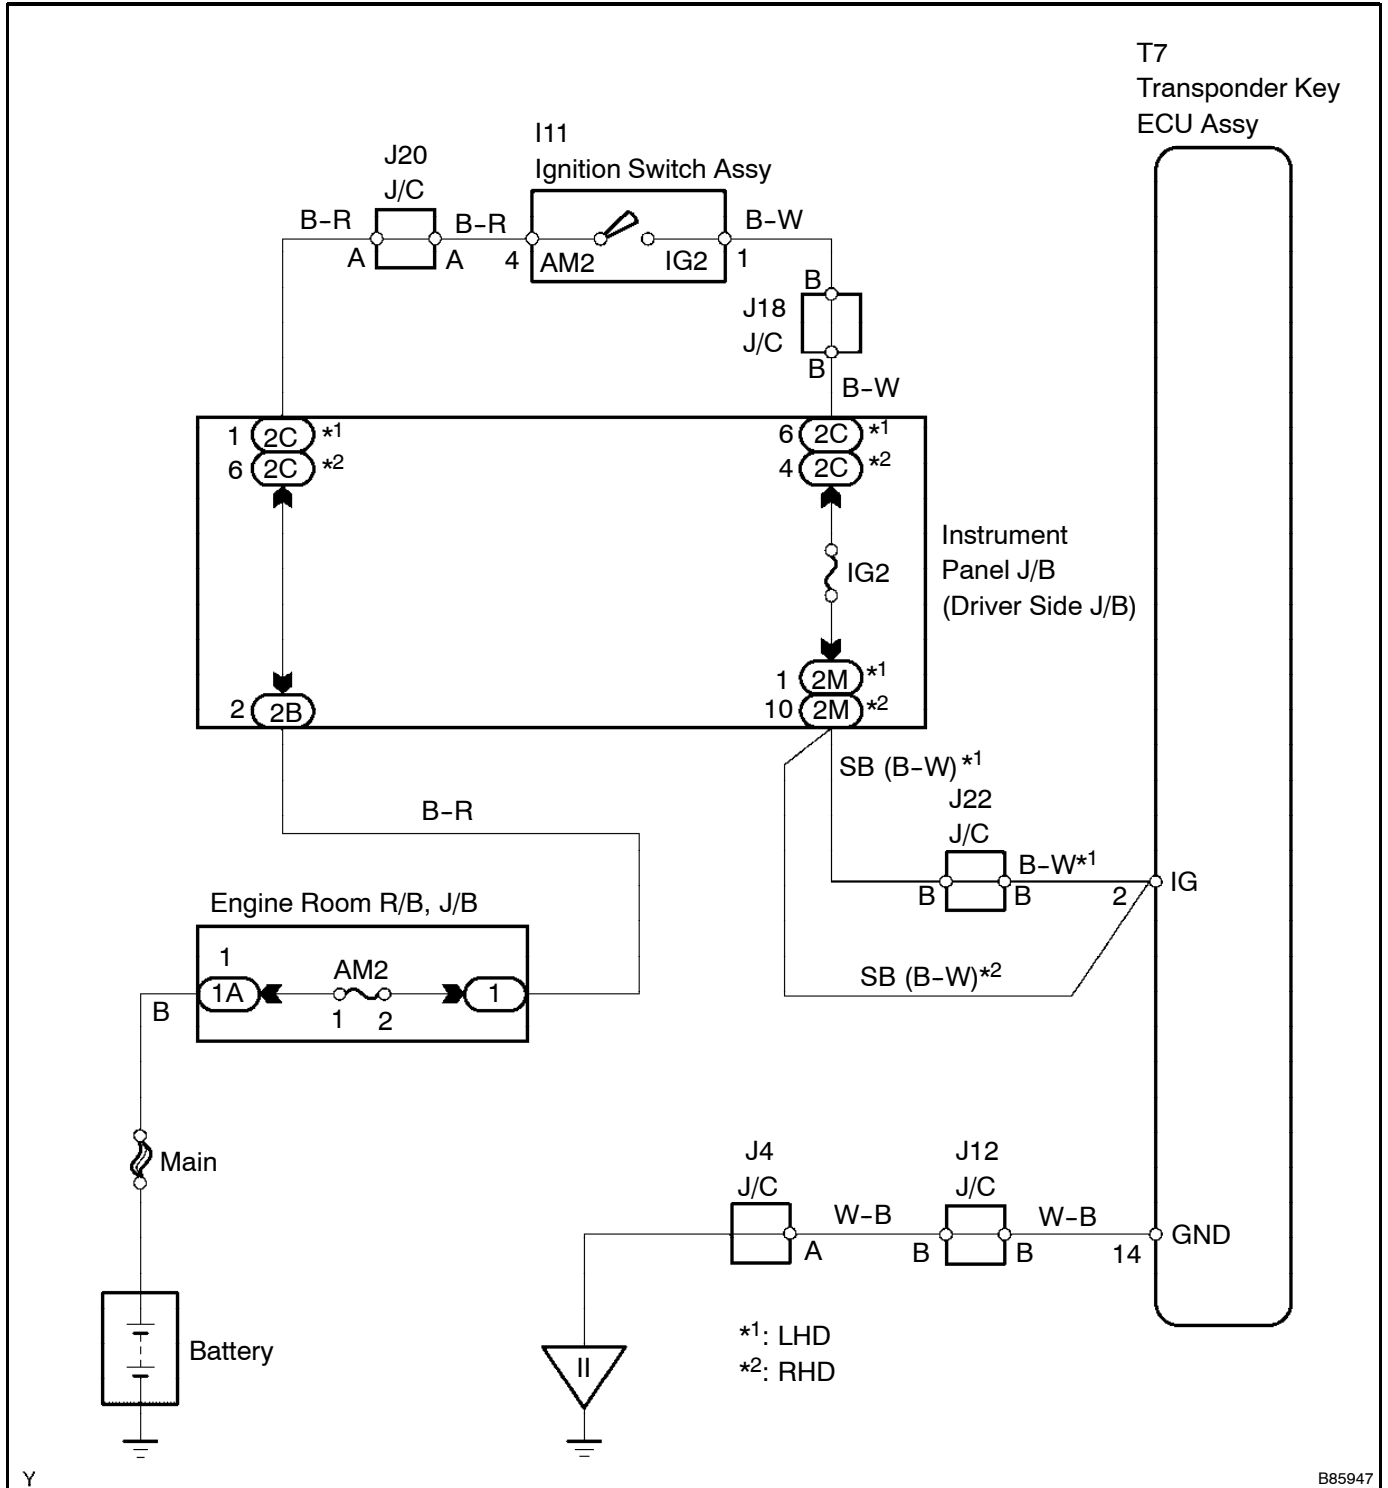 T7
Transponder Key
ECU Assy
I11
Ignition Switch Assy
J20
J/C
B-R
B-R
B-W
A
A
4
AM2
IG2
1
B
J18
J/C
B
B-W
1
2C
*1
6
2C
*1
6
2C
*2
4
2C
*2
Instrument
Panel J/B
(Driver Side J/B)
IG2
1
2M
*1
2
2B
10
2M
*2
SB (B-W)*1
J22
J/C
B-R
B-W*1
B
B
2
IG
Engine Room R/B, J/B
1
AM2
1A
1
SB (B-W)*2
B
1
2
Main
J4
J/C
J12
J/C
W-B
W-B
A
B
B
14
GND
*1: LHD
*2: RHD
Battery
II
Y
B85947